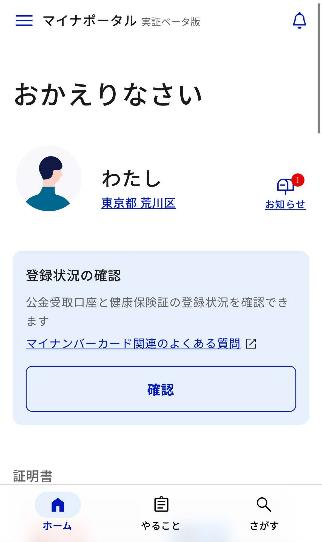 マイナポータル 実証ベータ版
おかえりなさい
わたし
東京都 荒川区
!
お知らせ
登録状況の確認
公金受取口座と健康保険証の登録状況を確認でき
ます
マイナンバーカード関連のよくある質問
確認
証明書
ホーム
やること
さがす